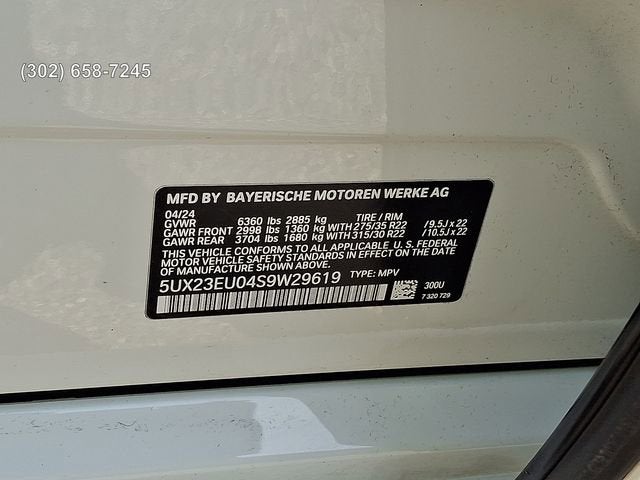 (302) 658-7245
MFD BY BAYERISCHE MOTOREN WERKE AG
04/24
GVWR 6360 lbs 2885 kg TIRE / RIM
GAWR FRONT 2998 lbs 1360 kg WITH 275/35 R22 / 9.5J x 22
GAWR REAR 3704 lbs 1680 kg WITH 315/30 R22 / 10.5J x 22
THIS VEHICLE CONFORMS TO ALL APPLICABLE U. S. FEDERAL
MOTOR VEHICLE SAFETY STANDARDS IN EFFECT ON THE DATE
OF MANUFACTURE SHOWN ABOVE.
5UX23EU04S9W29619 TYPE: MPV
300U
7 320 729